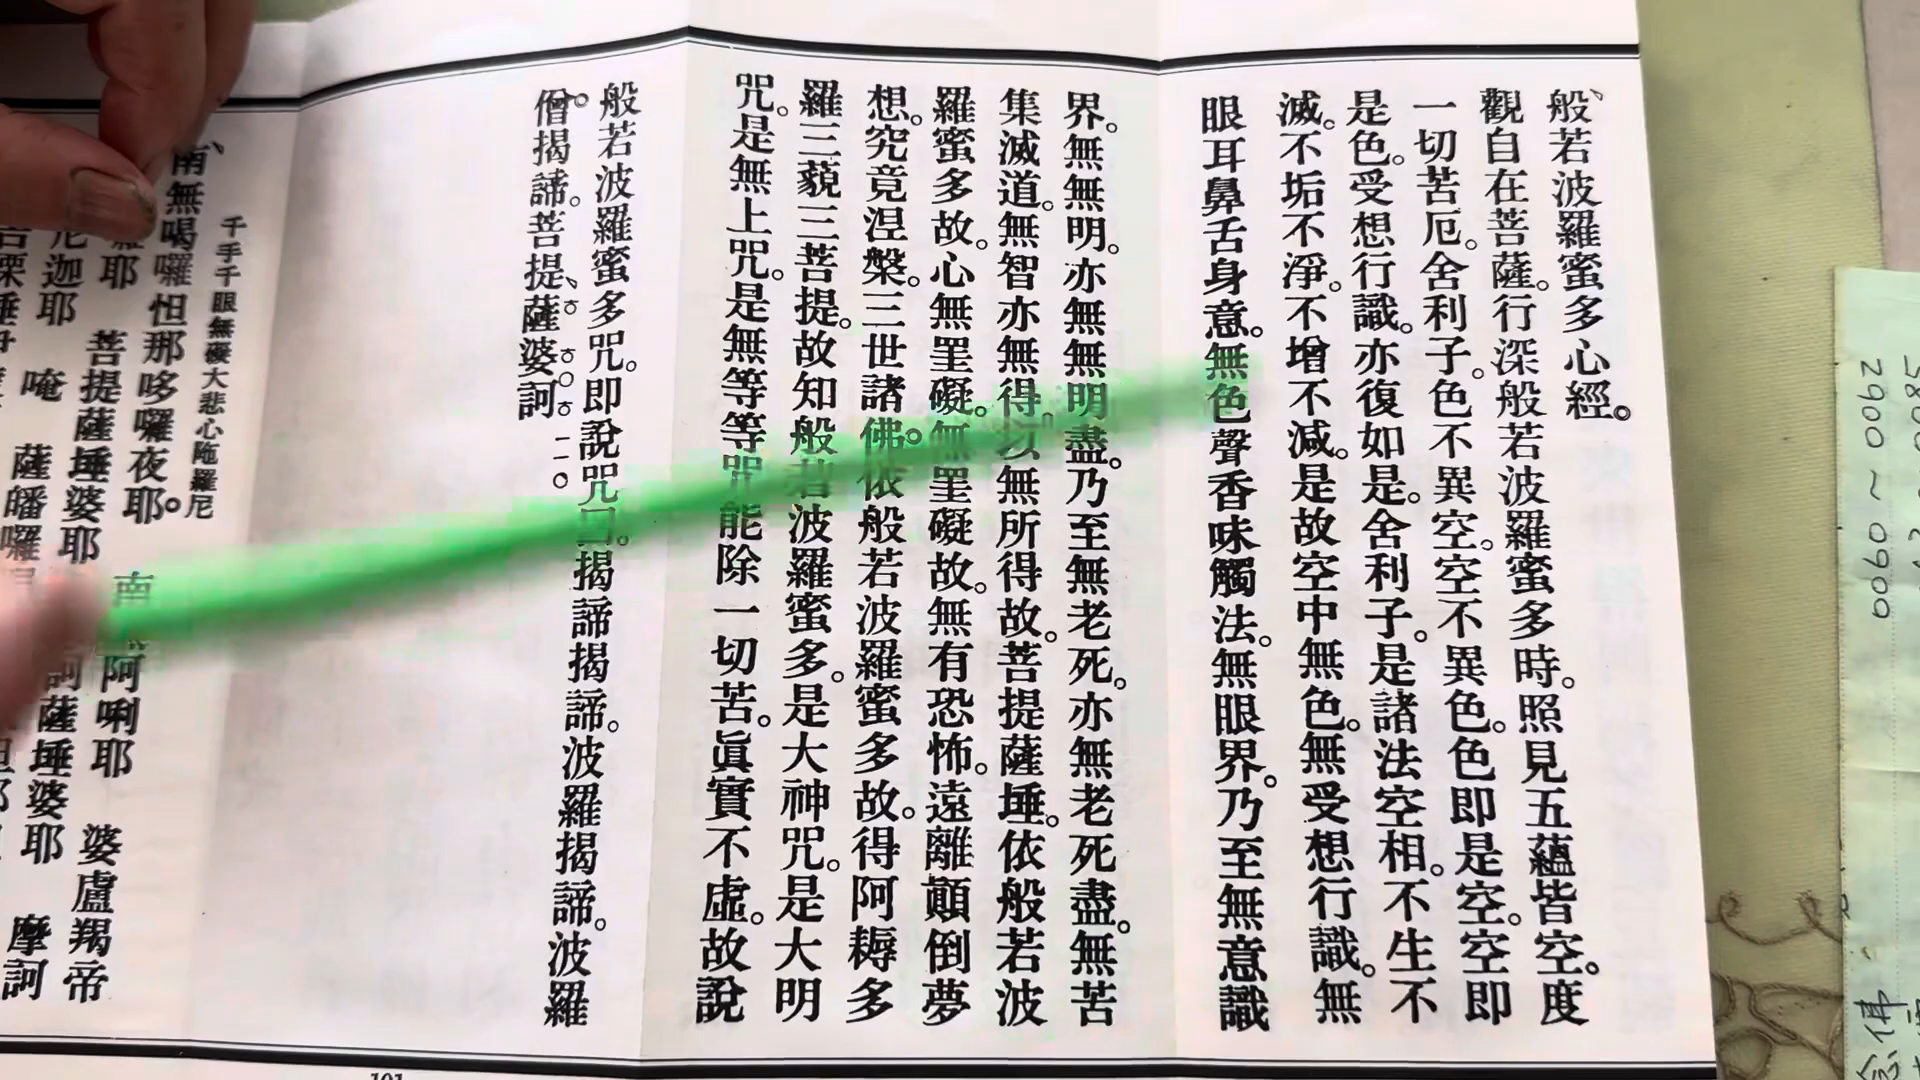 般若波羅蜜多心經。
觀自在菩薩。行深般若波羅蜜多時。照見五蘊皆空。度
一切苦厄。舍利子。色不異空。空不異色。色即是空。空即
是色。受想行識。亦復如是。舍利子。是諸法空相。不生不
滅。不垢不淨。不增不減。是故空中無色。無受想行識。無
眼耳鼻舌身意。無色聲香味觸法。無眼界。乃至無意識
界。無無明。亦無無明盡。乃至無老死。亦無老死盡。無苦
集滅道。無智亦無得。以無所得故。菩提薩埵。依般若波
羅蜜多故。心無罣礙。無罣礙故。無有恐怖。遠離顛倒夢
想。究竟涅槃。三世諸佛。依般若波羅蜜多故。得阿耨多
羅三藐三菩提。故知般若波羅蜜多。是大神咒。是大明
咒。是無上咒。是無等等咒。能除一切苦。眞實不虛。故說
般若波羅蜜多咒。即說咒曰。揭諦揭諦。波羅揭諦。波羅
僧揭諦。菩提薩婆訶。
千手千眼無礙大悲心陁羅尼
南無喝囉怛那哆囉夜耶。 南 阿唎耶 婆盧羯帝
耶 菩提薩埵婆耶 訶薩埵婆耶 摩訶
尼迦耶 唵 薩皤囉
101
0060～0062
念佛